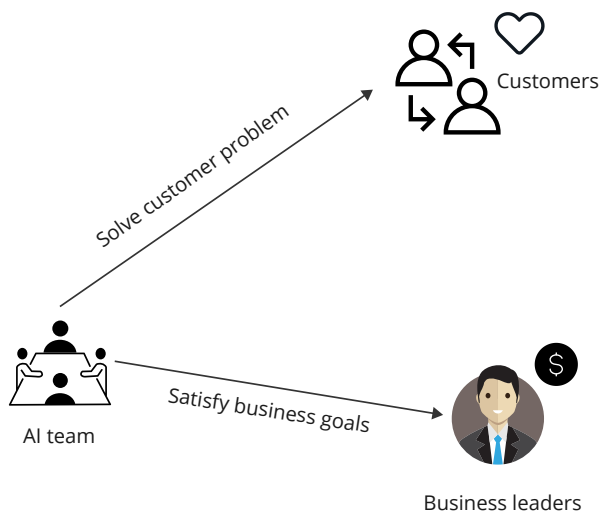 Customers
Solve customer problem
Satisfy business goals
AI team
$
Business leaders